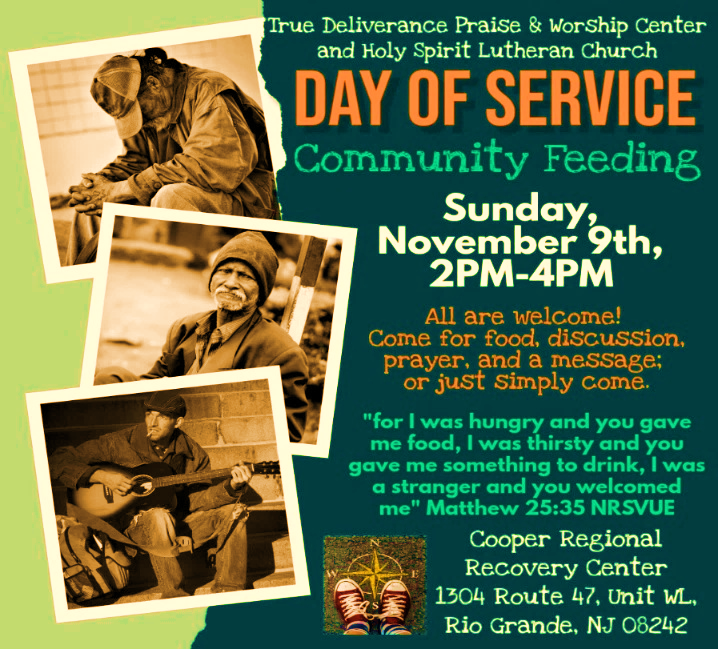 True Deliverance Praise & Worship Center
and Holy Spirit Lutheran Church
DAY OF SERVICE
Community Feeding
Sunday,
November 9th,
2PM-4PM
All are welcome!
Come for food, discussion,
prayer, and a message;
or just simply come.
"for I was hungry and you gave
me food, I was thirsty and you
gave me something to drink, I was
a stranger and you welcomed
me" Matthew 25:35 NRSVUE
N
W E
S
Cooper Regional
Recovery Center
1304 Route 47, Unit WL,
Rio Grande, NJ 08242